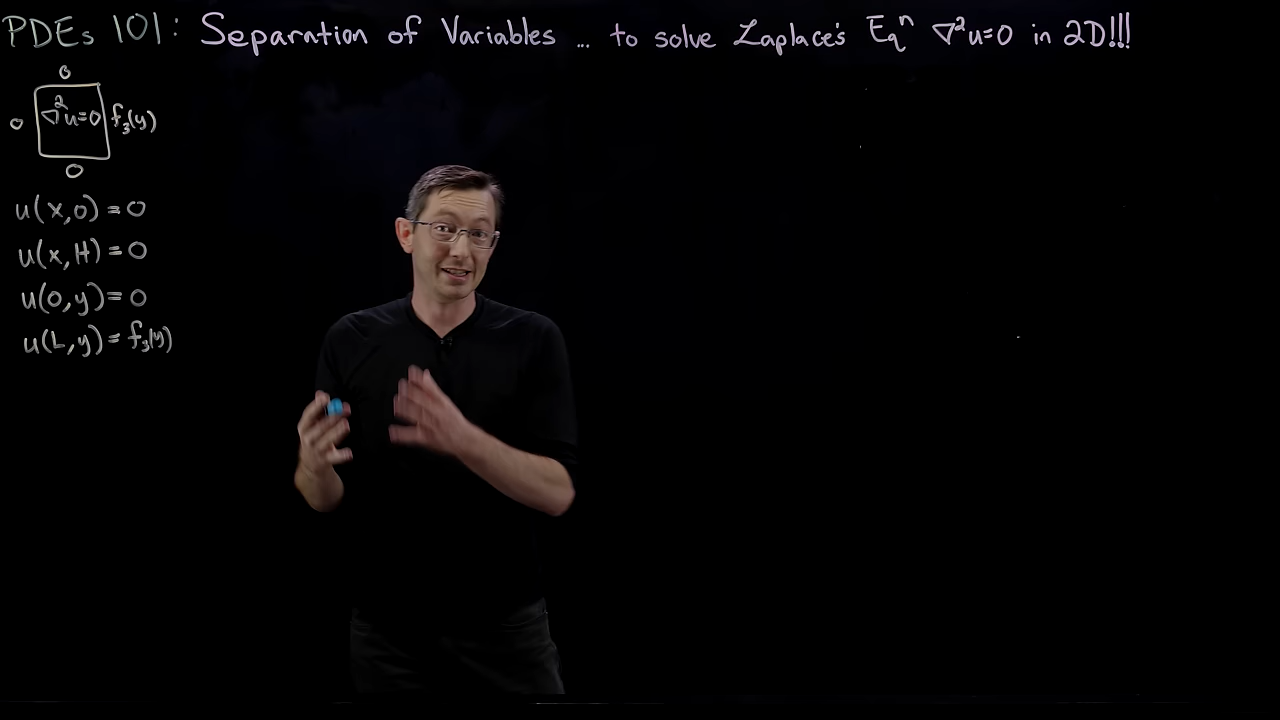 PDEs 101: Separation of Variables ... to solve Laplace's Eqⁿ ∇²u=0 in 2D!!!
0
0 ∇²u=0 f₃(y)
0
u(x,0)=0
u(x,H)=0
u(0,y)=0
u(L,y)=f₃(y)